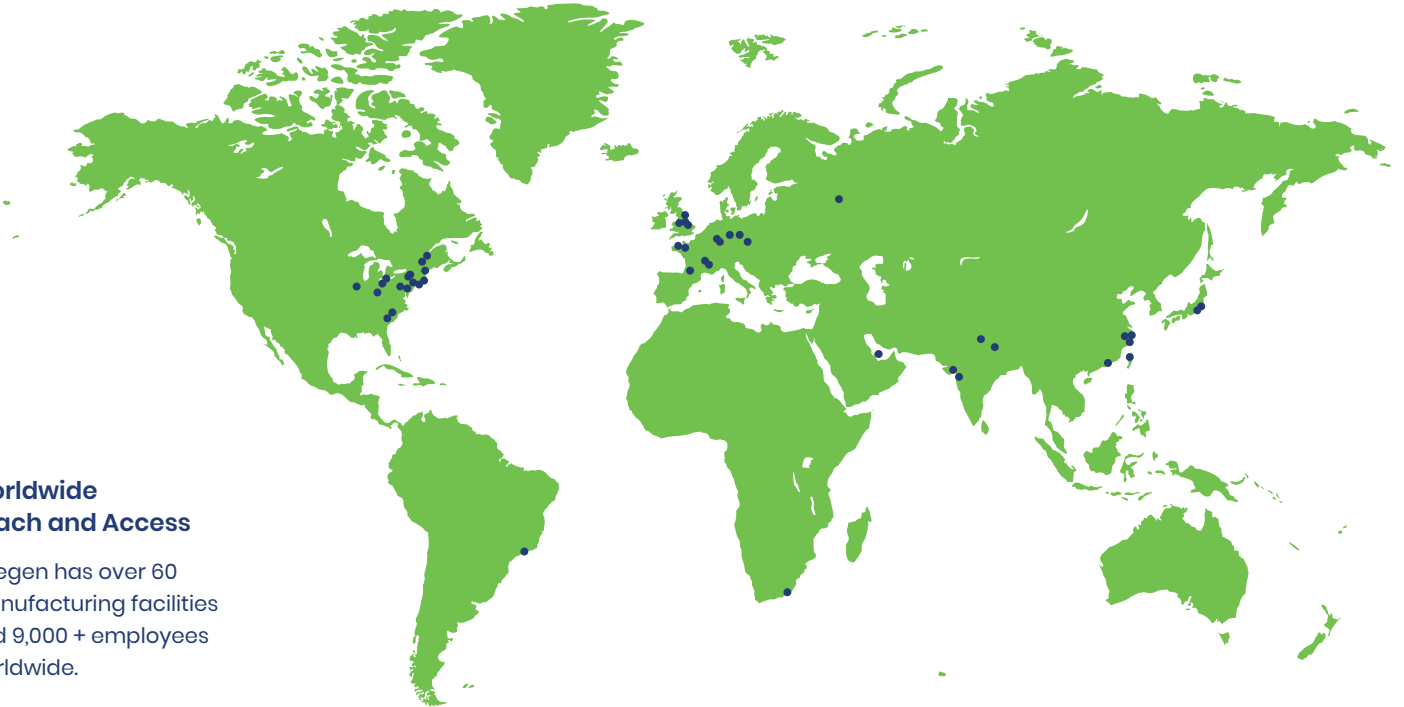 orldwide
ach and Access
egen has over 60
nufacturing facilities
d 9,000 + employees
rldwide.